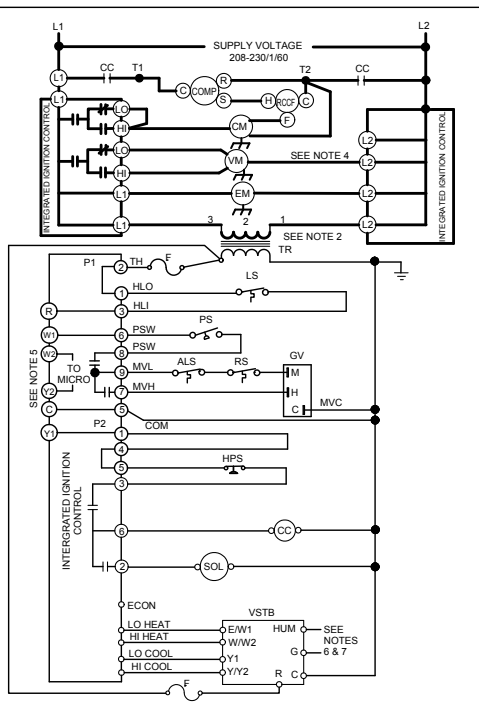 L1
L2
SUPPLY VOLTAGE
208-230/1/60
CC
T1
T2
CC
L1
C
COMP
R
S
H
RCCF
C
F
L1
LO
HI
CM
LO
HI
VM
SEE NOTE 4
L2
L2
L1
EM
L2
L1
3
2
1
L2
INTEGRATED IGNITION CONTROL
INTEGRATED IGNITION CONTROL
SEE NOTE 2
TR
P1
2
TH
F
LS
1
HLO
R
3
HLI
PS
W1
6
PSW
8
PSW
W2
TO
MICRO
9
MVL
ALS
RS
GV
M
7
MVH
H
Y2
C
MVC
SEE NOTE 5
C
5
Y1
P2
1
COM
4
5
HPS
3
INTERGRATED IGNITION
CONTROL
6
CC
2
SOL
ECON
VSTB
LO HEAT
E/W1
HUM
SEE
HI HEAT
W/W2
NOTES
LO COOL
Y1
G
6 & 7
HI COOL
Y/Y2
R
C
F